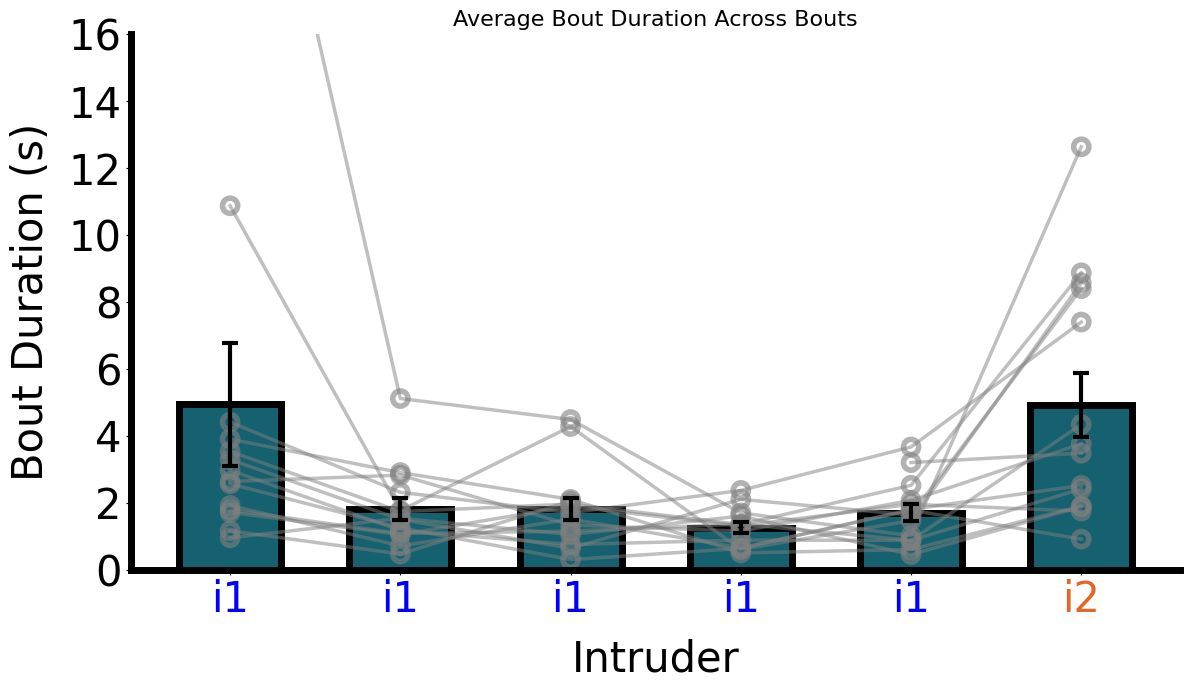 Average Bout Duration Across Bouts
Bout Duration (s)
16
14
12
10
8
6
4
2
0
i1 i1 i1 i1 i1 i2
Intruder